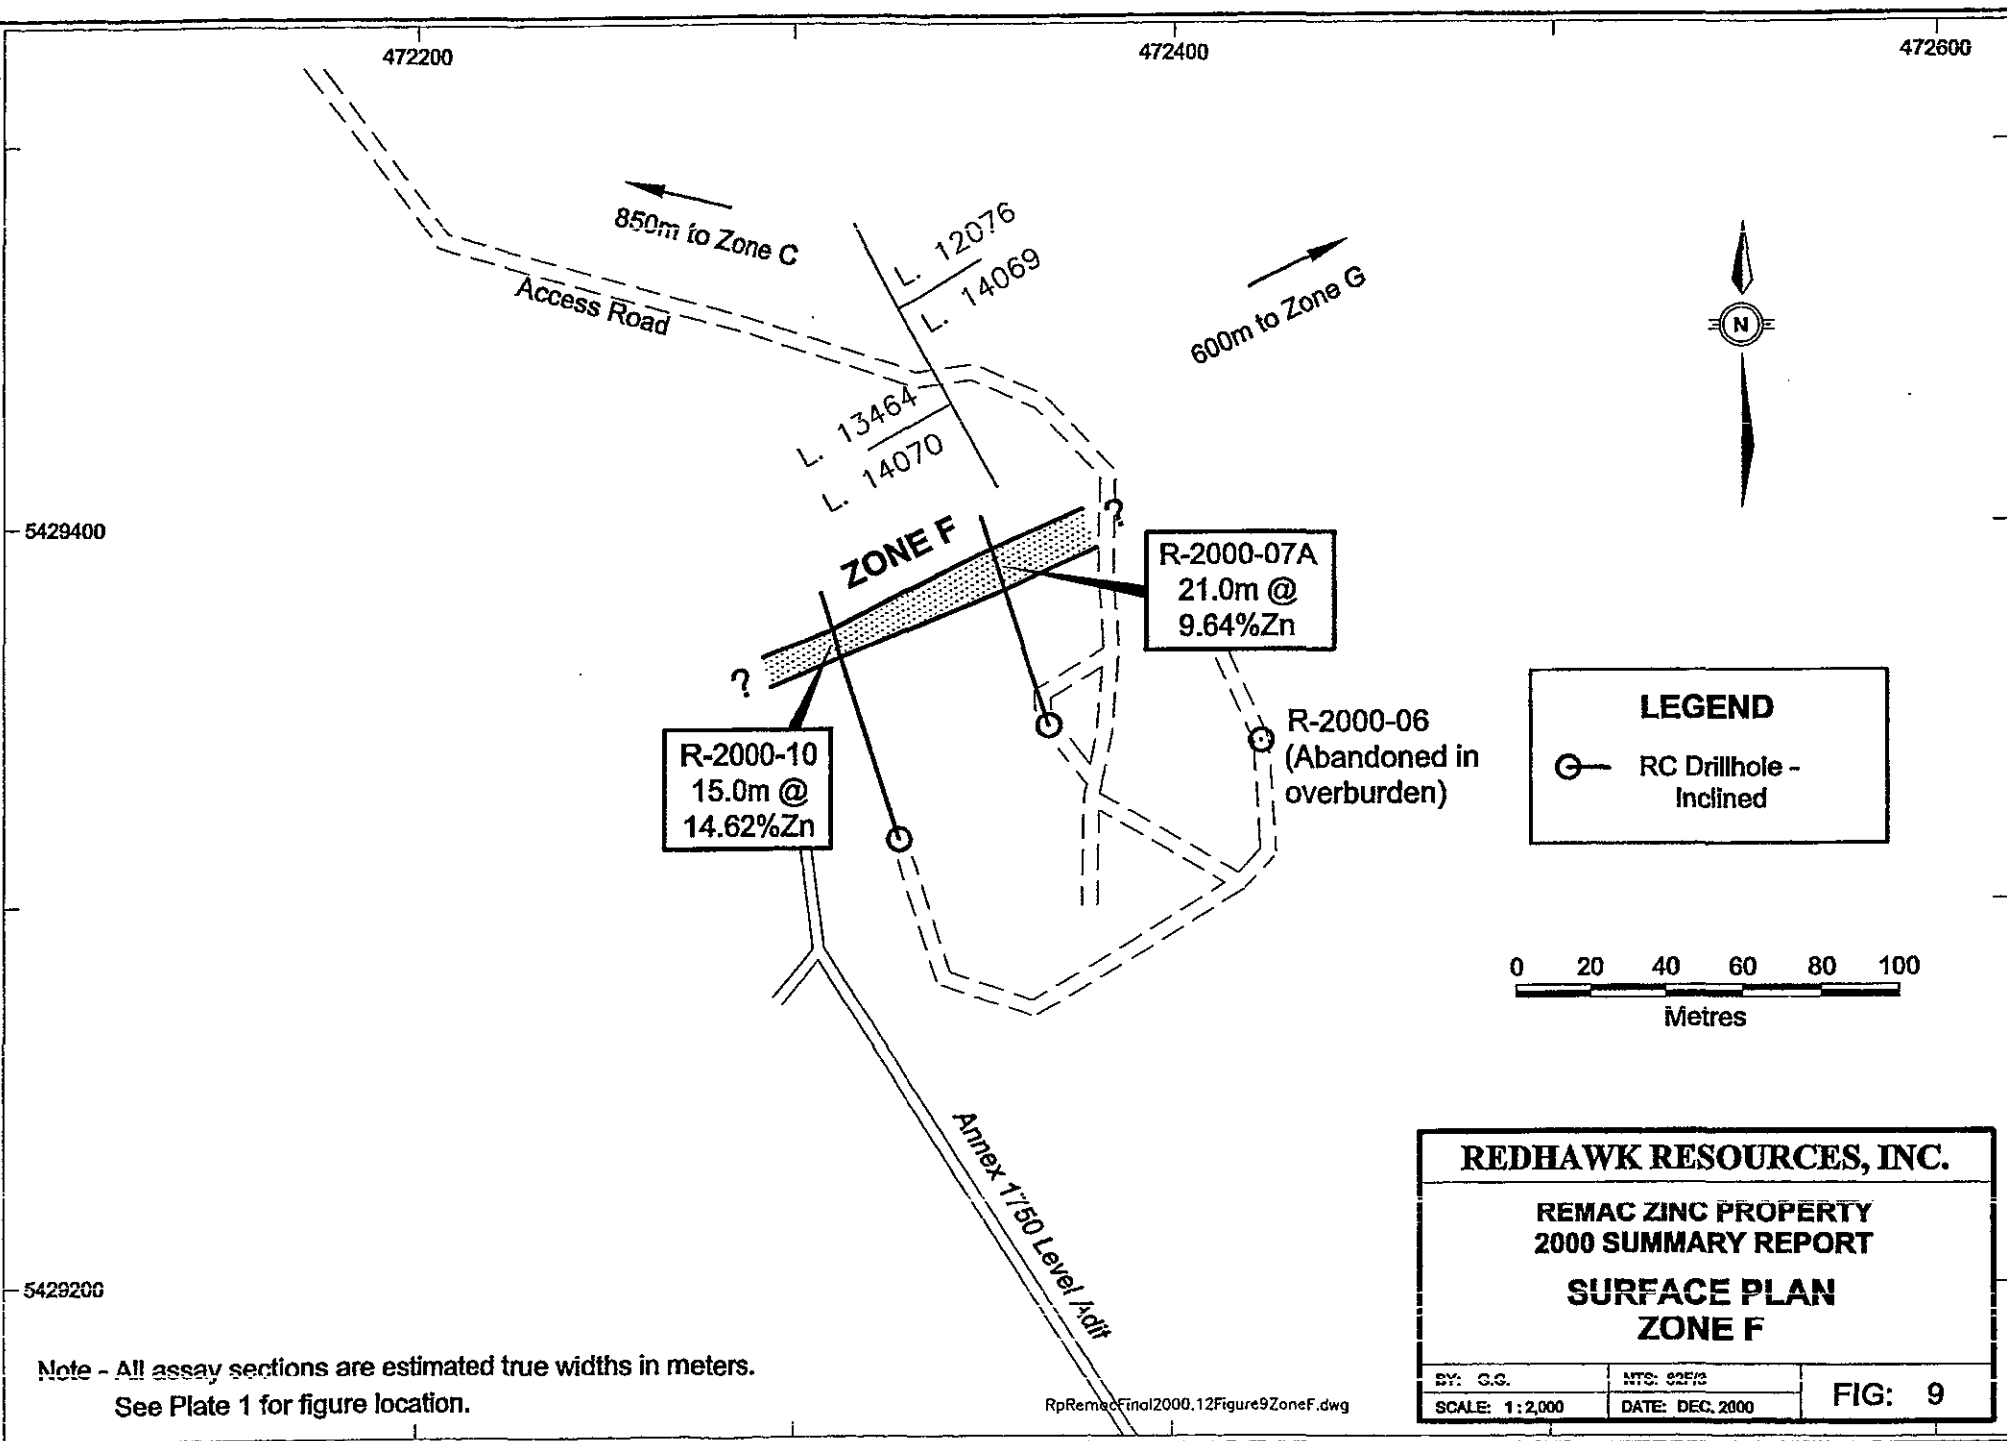 472200
472400
472600
850m to Zone C
L. 12076
L. 14069
600m to Zone G
Access Road
N
L. 13464
L. 14070
5429400
ZONE F
?
?
R-2000-07A
21.0m @
9.64%Zn
R-2000-10
15.0m @
14.62%Zn
R-2000-06
(Abandoned in
overburden)
LEGEND
RC Drillhole -
Inclined
0 20 40 60 80 100
Metres
Annex 1750 Level Adit
5429200
REDHAWK RESOURCES, INC.
REMAC ZINC PROPERTY
2000 SUMMARY REPORT
SURFACE PLAN
ZONE F
BY: G.G.
NTS: 82F/3
SCALE: 1:2,000
DATE: DEC. 2000
FIG: 9
Note - All assay sections are estimated true widths in meters.
See Plate 1 for figure location.
RpRemacFinal2000.12Figure9ZoneF.dwg